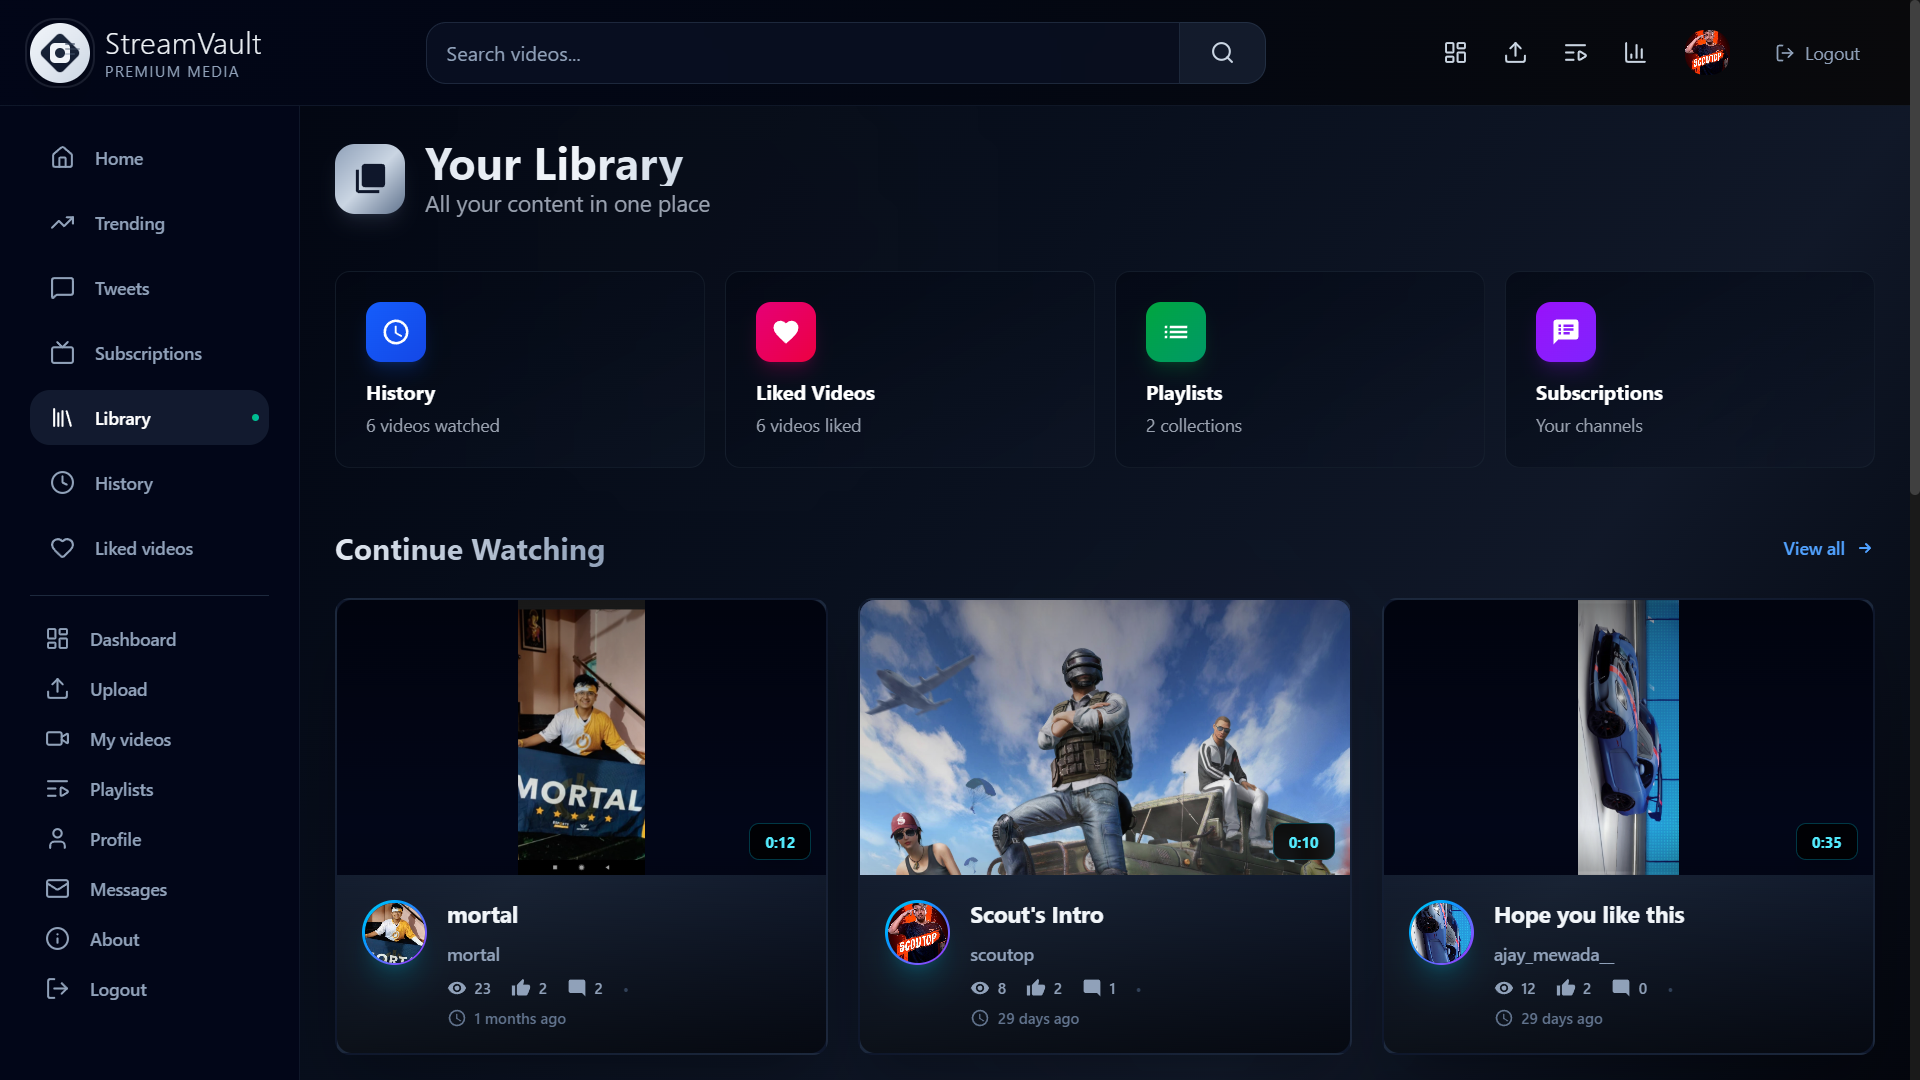 StreamVault
PREMIUM MEDIA
Search videos...
SCOUTOP
Logout
Home
Trending
Tweets
Subscriptions
Library
History
Liked videos
Dashboard
Upload
My videos
Playlists
Profile
Messages
About
Logout
Your Library
All your content in one place
History
6 videos watched
Liked Videos
6 videos liked
Playlists
2 collections
Subscriptions
Your channels
Continue Watching
View all
MORTAL
0:12
mortal
mortal
23 2 2
1 months ago
0:10
SCOUTOP
Scout's Intro
scoutop
8 2 1
29 days ago
0:35
Hope you like this
ajay_mewada__
12 2 0
29 days ago